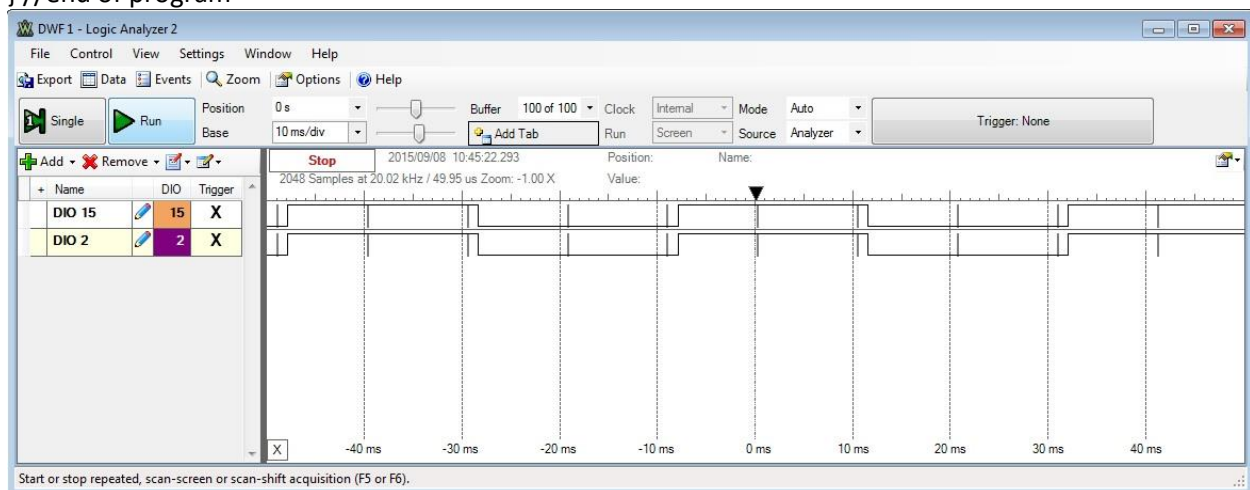 }//end of program
DWF 1 - Logic Analyzer 2
File Control View Settings Window Help
Export Data Events Zoom Options Help
Single Run Position 0 s Buffer 100 of 100 Clock Internal Mode Auto Trigger: None
Base 10 ms/div Add Tab Run Screen Source Analyzer
Add Remove Stop 2015/09/08 10:45:22.293 Position: Name:
2048 Samples at 20.02 kHz / 49.95 us Zoom: -1.00 X Value:
+ Name DIO Trigger
DIO 15 15 X
DIO 2 2 X
X -40 ms -30 ms -20 ms -10 ms 0 ms 10 ms 20 ms 30 ms 40 ms
Start or stop repeated, scan-screen or scan-shift acquisition (F5 or F6).